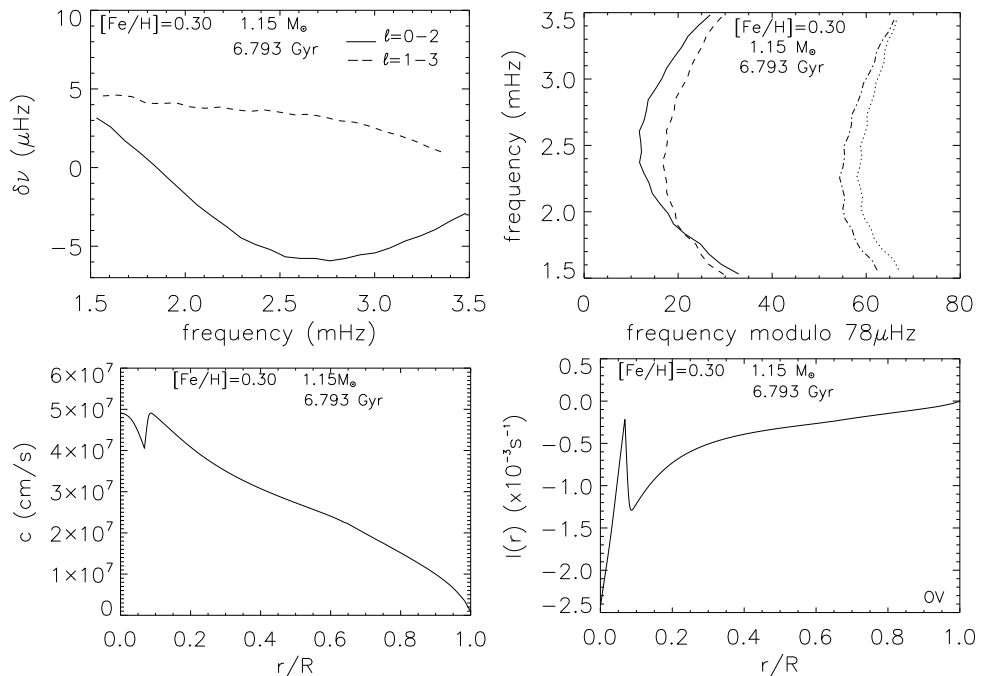 [Fe/H]=0.30 1.15 M⊙
6.793 Gyr
ℓ=0−2
ℓ=1−3
10
5
0
−5
δν (μHz)
1.5 2.0 2.5 3.0 3.5
frequency (mHz)
[Fe/H]=0.30
1.15 M⊙
6.793 Gyr
3.5
3.0
2.5
2.0
1.5
frequency (mHz)
0 20 40 60 80
frequency modulo 78μHz
[Fe/H]=0.30 1.15M⊙
6.793 Gyr
6×10⁷
5×10⁷
4×10⁷
3×10⁷
2×10⁷
1×10⁷
0
c (cm/s)
0.0 0.2 0.4 0.6 0.8 1.0
r/R
[Fe/H]=0.30 1.15 M⊙
6.793 Gyr
0.0
−0.5
−1.0
−1.5
−2.0
−2.5
I(r) (×10⁻³s⁻¹)
OV
0.0 0.2 0.4 0.6 0.8 1.0
r/R